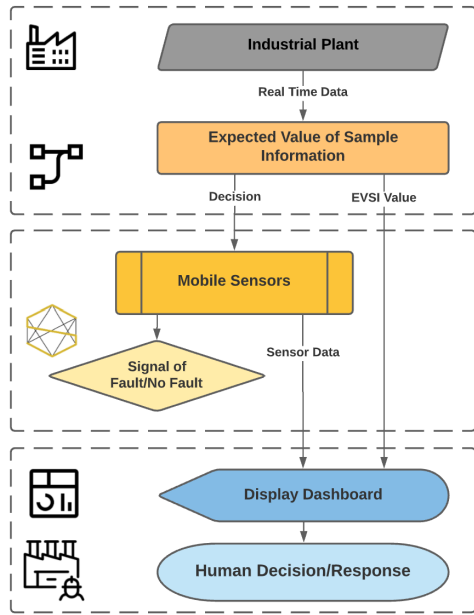 Industrial Plant
Real Time Data
Expected Value of Sample
Information
Decision
EVSI Value
Mobile Sensors
Signal of
Fault/No Fault
Sensor Data
Display Dashboard
Human Decision/Response